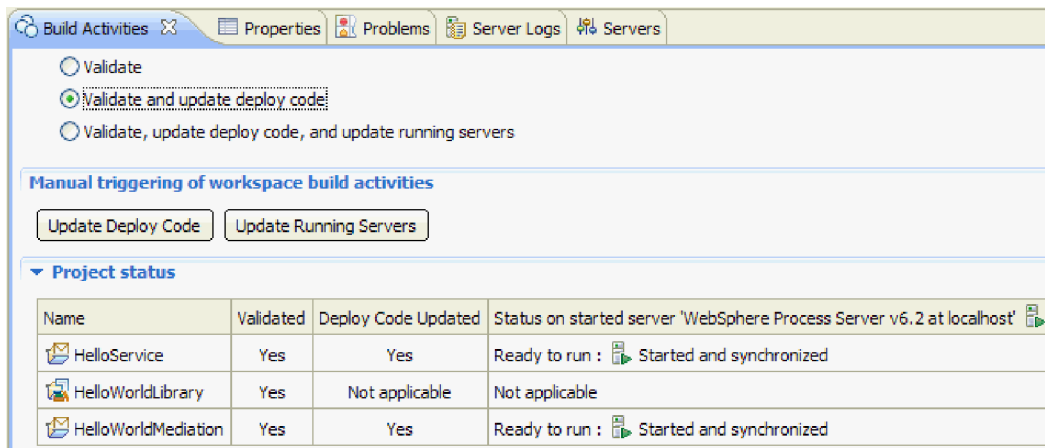 Build Activities Properties Problems Server Logs Servers
Validate
Validate and update deploy code
Validate, update deploy code, and update running servers
Manual triggering of workspace build activities
Update Deploy Code Update Running Servers
Project status
Name Validated Deploy Code Updated Status on started server 'WebSphere Process Server v6.2 at localhost'
HelloService Yes Yes Ready to run : Started and synchronized
HelloWorldLibrary Yes Not applicable Not applicable
HelloWorldMediation Yes Yes Ready to run : Started and synchronized